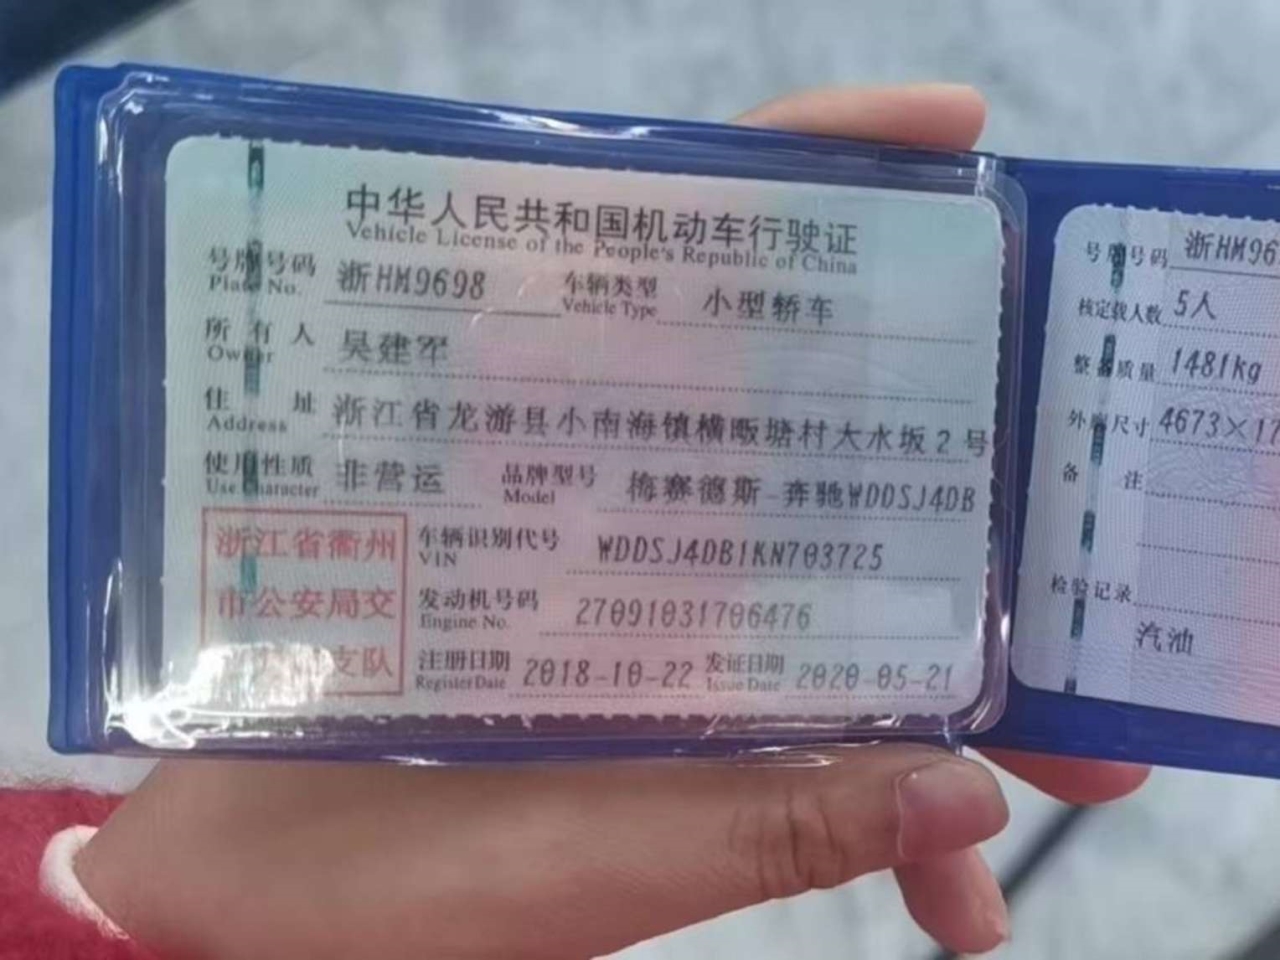 中华人民共和国机动车行驶证
Vehicle License of the People's Republic of China
号牌号码 浙HM9698 车辆类型 小型轿车
Plate No. Vehicle Type
所有人 吴建军
Owner
住址 浙江省龙游县小南海镇横畈塘村大水坂2号
Address
使用性质 非营运 品牌型号 梅赛德斯-奔驰WDDSJ4DB
Use Character Model
浙江省衢州
市公安局交
支队
车辆识别代号 WDDSJ4DB1KN703725
VIN
发动机号码 27091031706476
Engine No.
注册日期 2018-10-22 发证日期 2020-05-21
Register Date Issue Date
号牌号码 浙HM96
核定载人数 5人
整备质量 1481kg
外廓尺寸 4673×17
备注
检验记录
汽油